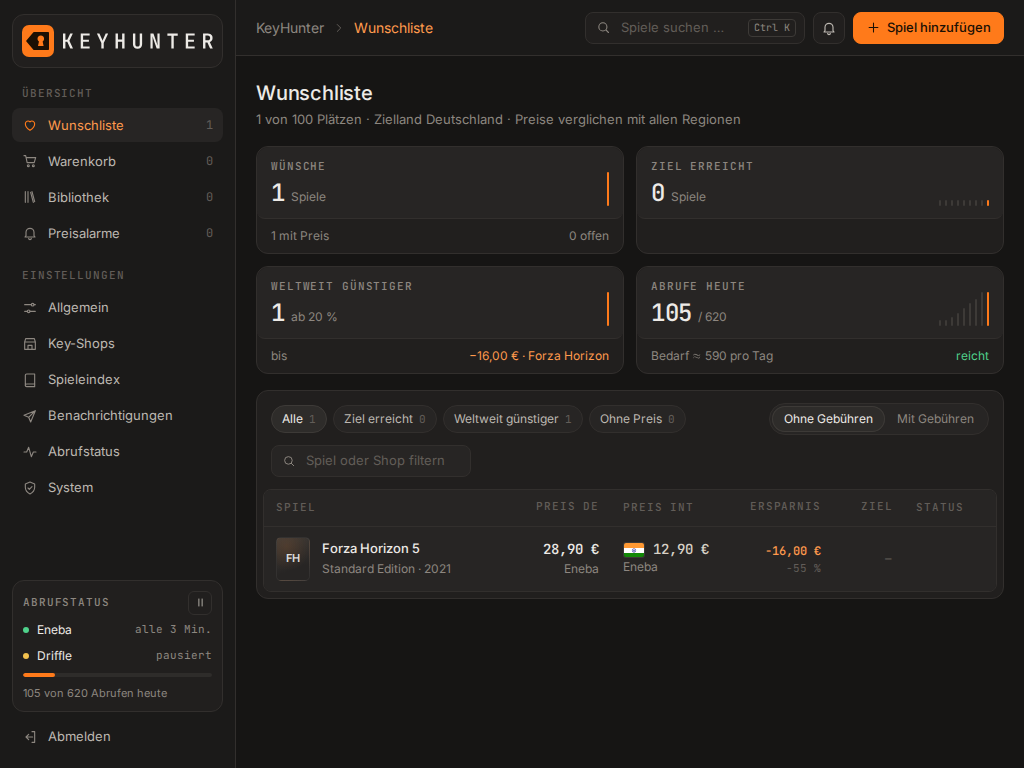 KEYHUNTER
ÜBERSICHT
Wunschliste 1
Warenkorb 0
Bibliothek 0
Preisalarme 0
EINSTELLUNGEN
Allgemein
Key-Shops
Spieleindex
Benachrichtigungen
Abrufstatus
System
ABRUFSTATUS
Eneba alle 3 Min.
Driffle pausiert
105 von 620 Abrufen heute
Abmelden
KeyHunter > Wunschliste
Spiele suchen ... Ctrl K
+ Spiel hinzufügen
Wunschliste
1 von 100 Plätzen · Zielland Deutschland · Preise verglichen mit allen Regionen
WÜNSCHE
1 Spiele
1 mit Preis 0 offen
ZIEL ERREICHT
0 Spiele
WELTWEIT GÜNSTIGER
1 ab 20 %
bis −16,00 € · Forza Horizon
ABRUFE HEUTE
105 / 620
Bedarf ≈ 590 pro Tag reicht
Alle 1 Ziel erreicht 0 Weltweit günstiger 1 Ohne Preis 0 Ohne Gebühren Mit Gebühren
Spiel oder Shop filtern
SPIEL PREIS DE PREIS INT ERSPARNIS ZIEL STATUS
FH Forza Horizon 5 28,90 € 12,90 € -16,00 € –
Standard Edition · 2021 Eneba Eneba -55 %